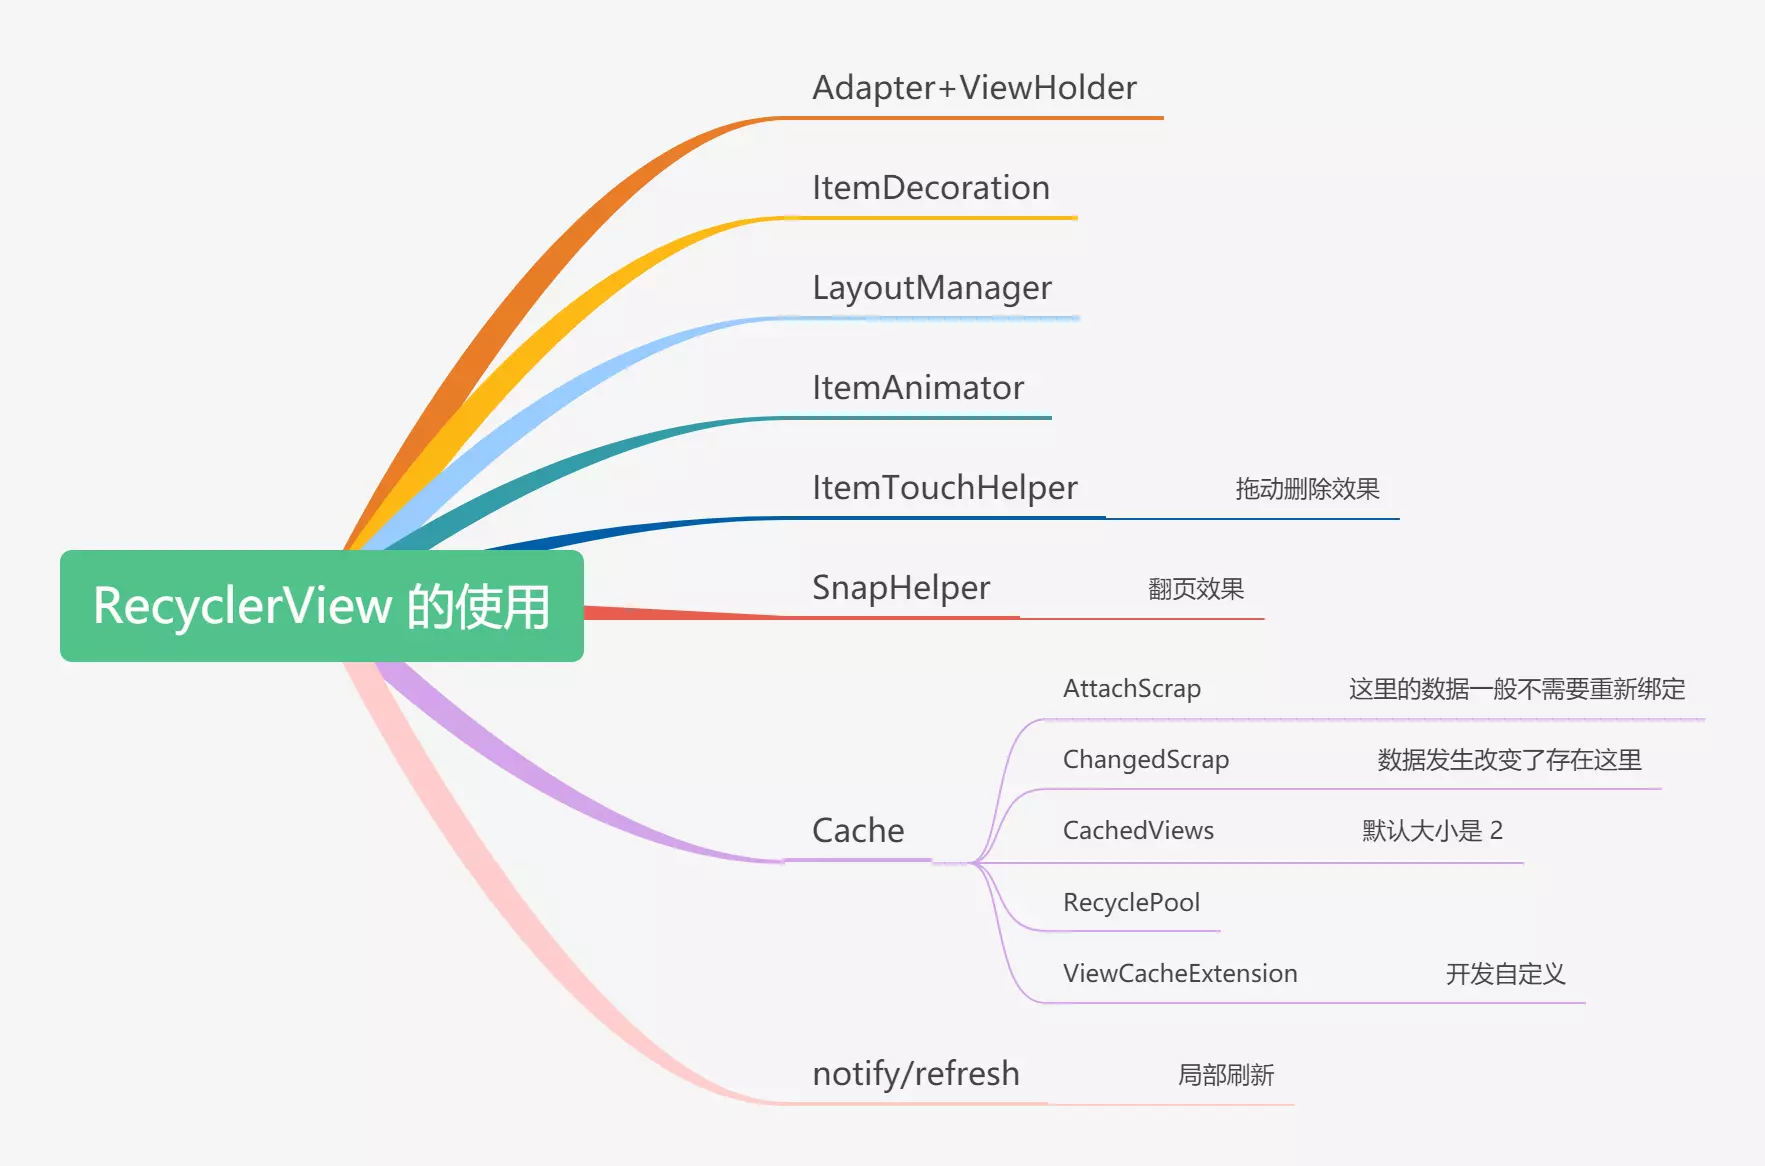 Adapter+ViewHolder
ItemDecoration
LayoutManager
ItemAnimator
ItemTouchHelper 拖动删除效果
RecyclerView 的使用
SnapHelper 翻页效果
AttachScrap 这里的数据一般不需要重新绑定
ChangedScrap 数据发生改变了存在这里
Cache
CachedViews 默认大小是 2
RecyclePool
ViewCacheExtension 开发自定义
notify/refresh 局部刷新